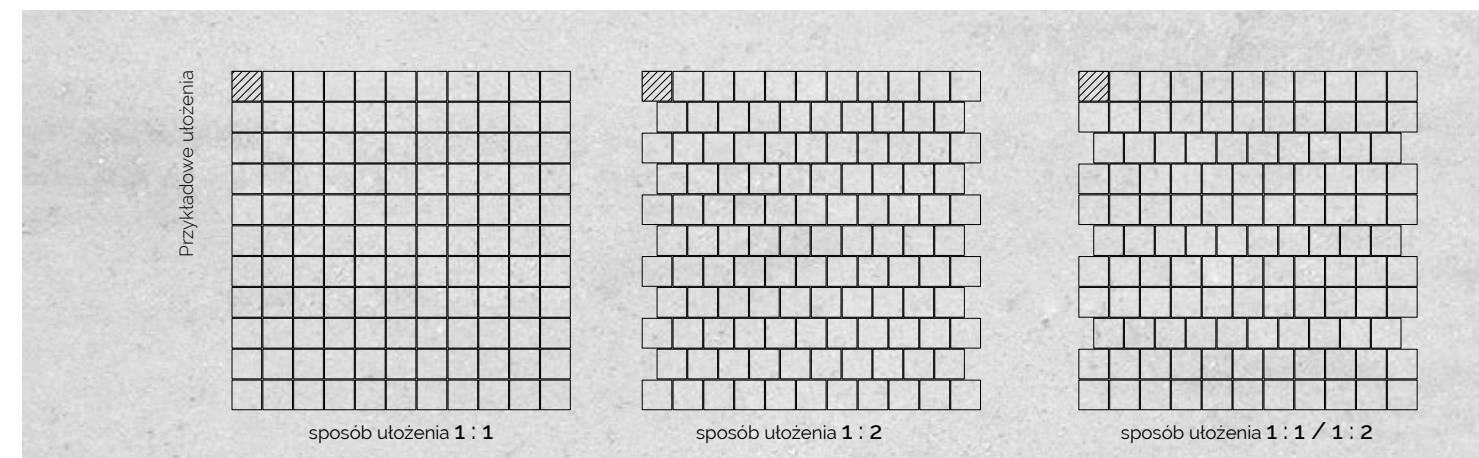 Przykładowe ułożenia
sposób ułożenia 1 : 1
sposób ułożenia 1 : 2
sposób ułożenia 1 : 1 / 1 : 2